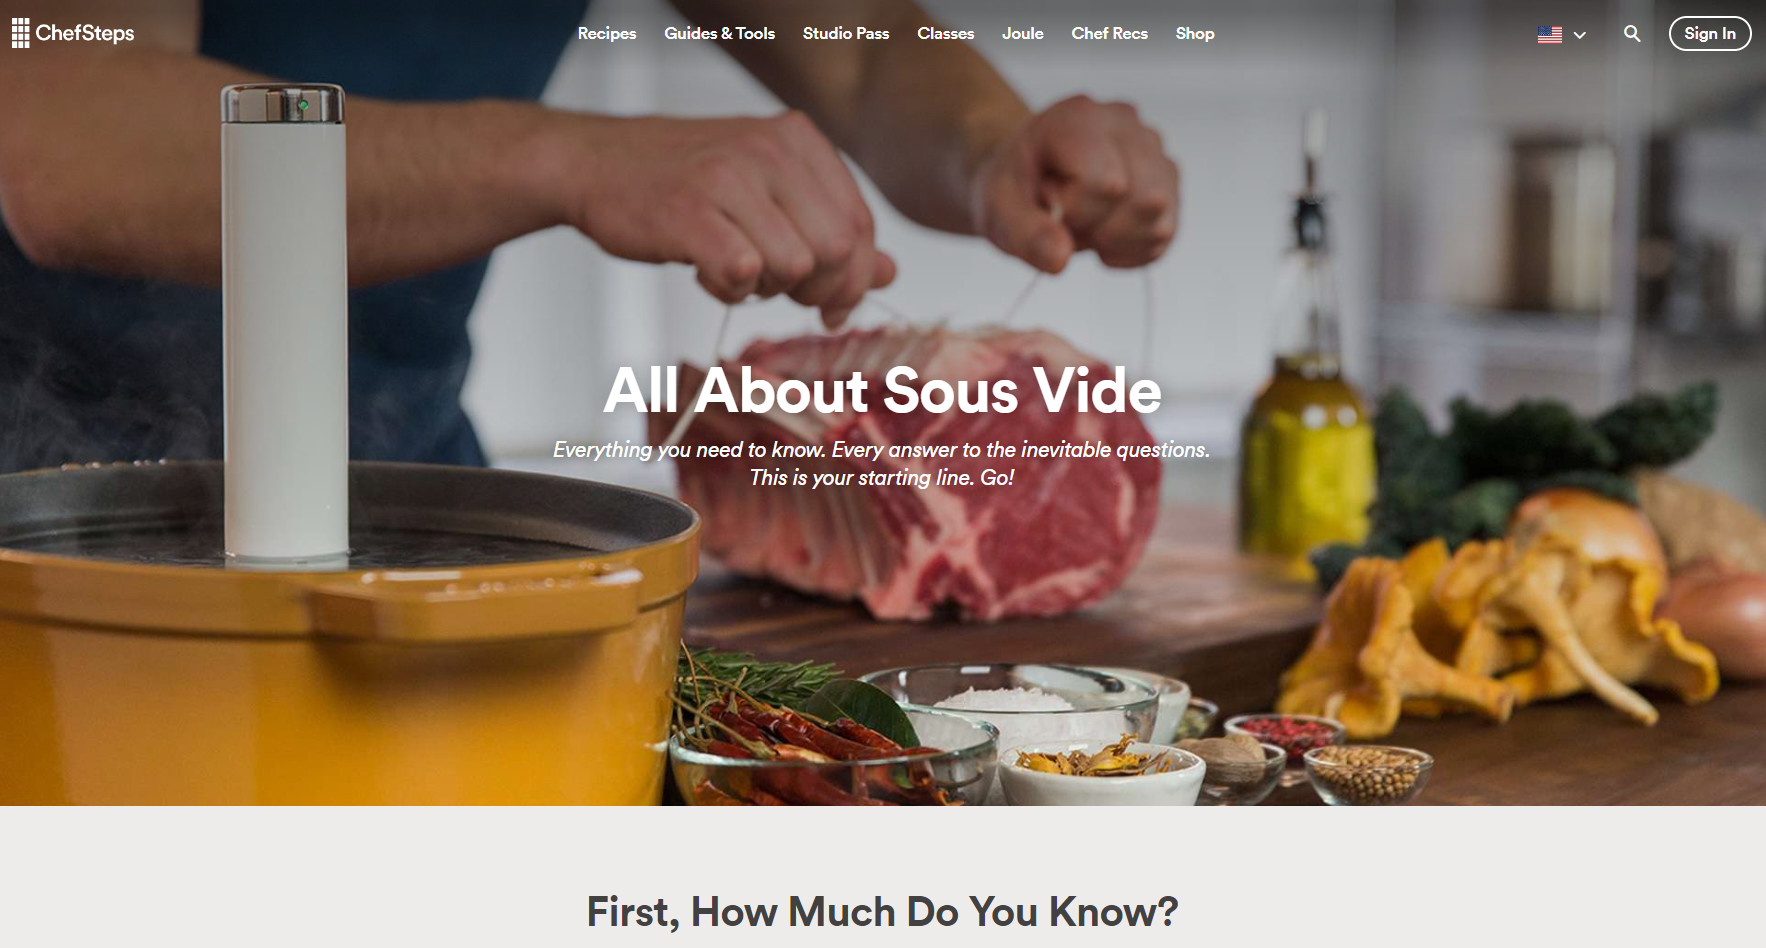 ChefSteps
Recipes
Guides & Tools
Studio Pass
Classes
Joule
Chef Recs
Shop
Sign In
All About Sous Vide
Everything you need to know. Every answer to the inevitable questions.
This is your starting line. Go!
First, How Much Do You Know?